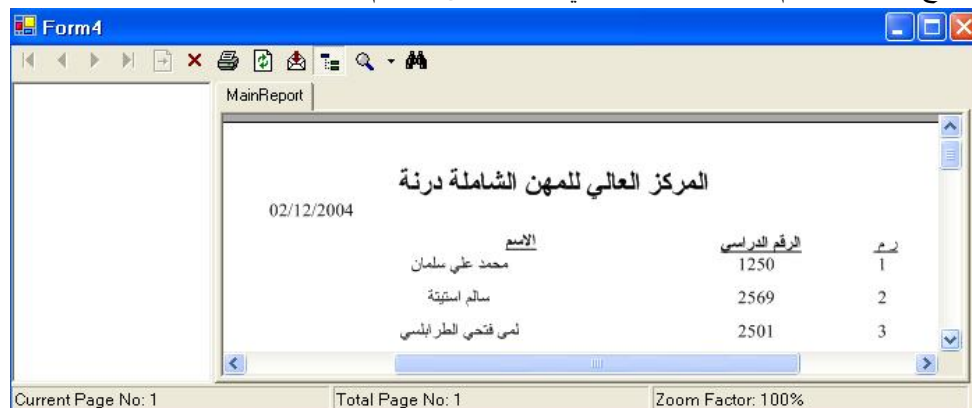 Form4
MainReport
المركز العالي للمهن الشاملة درنة
02/12/2004
ر م الرقم الدراسي الاسم
1 1250 محمد علي سلمان
2 2569 سالم استيتة
3 2501 لمى فتحي الطرابلسي
Current Page No: 1 Total Page No: 1 Zoom Factor: 100%